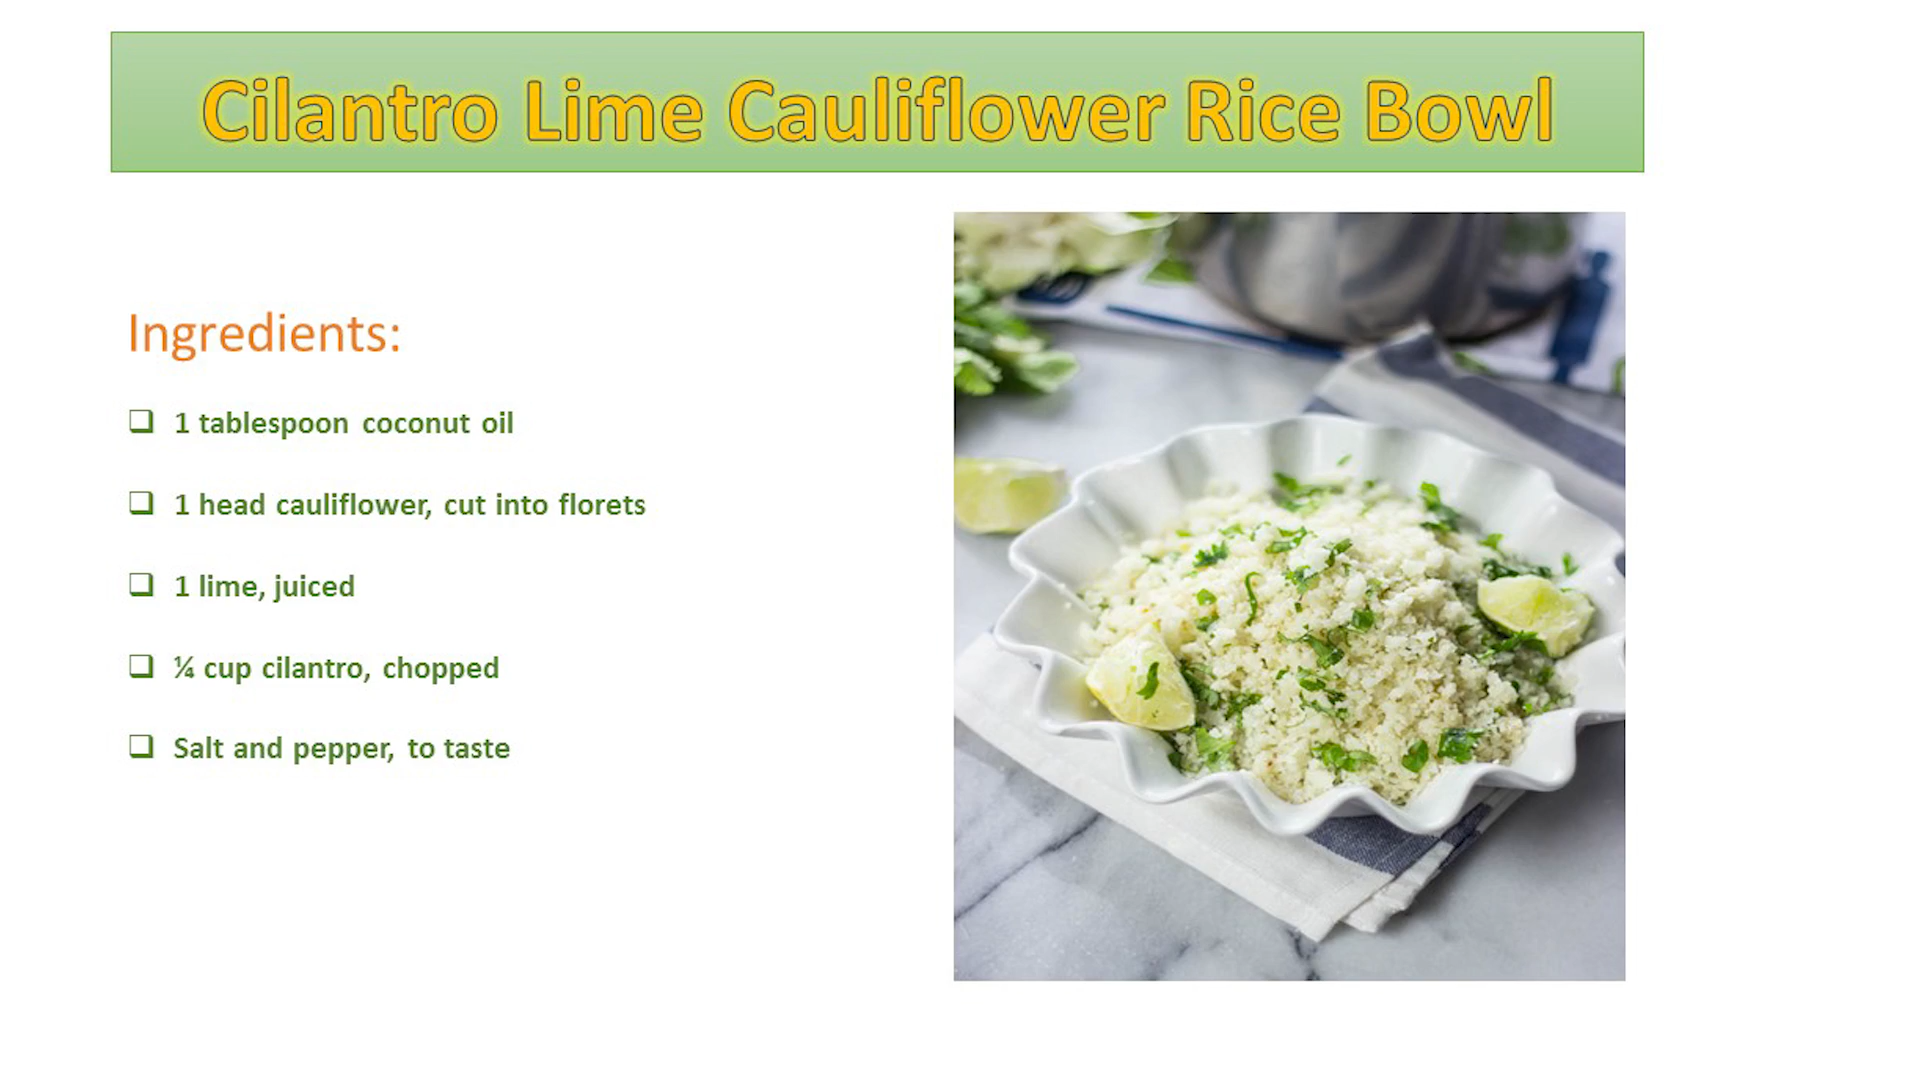 Cilantro Lime Cauliflower Rice Bowl
Ingredients:
1 tablespoon coconut oil
1 head cauliflower, cut into florets
1 lime, juiced
¼ cup cilantro, chopped
Salt and pepper, to taste